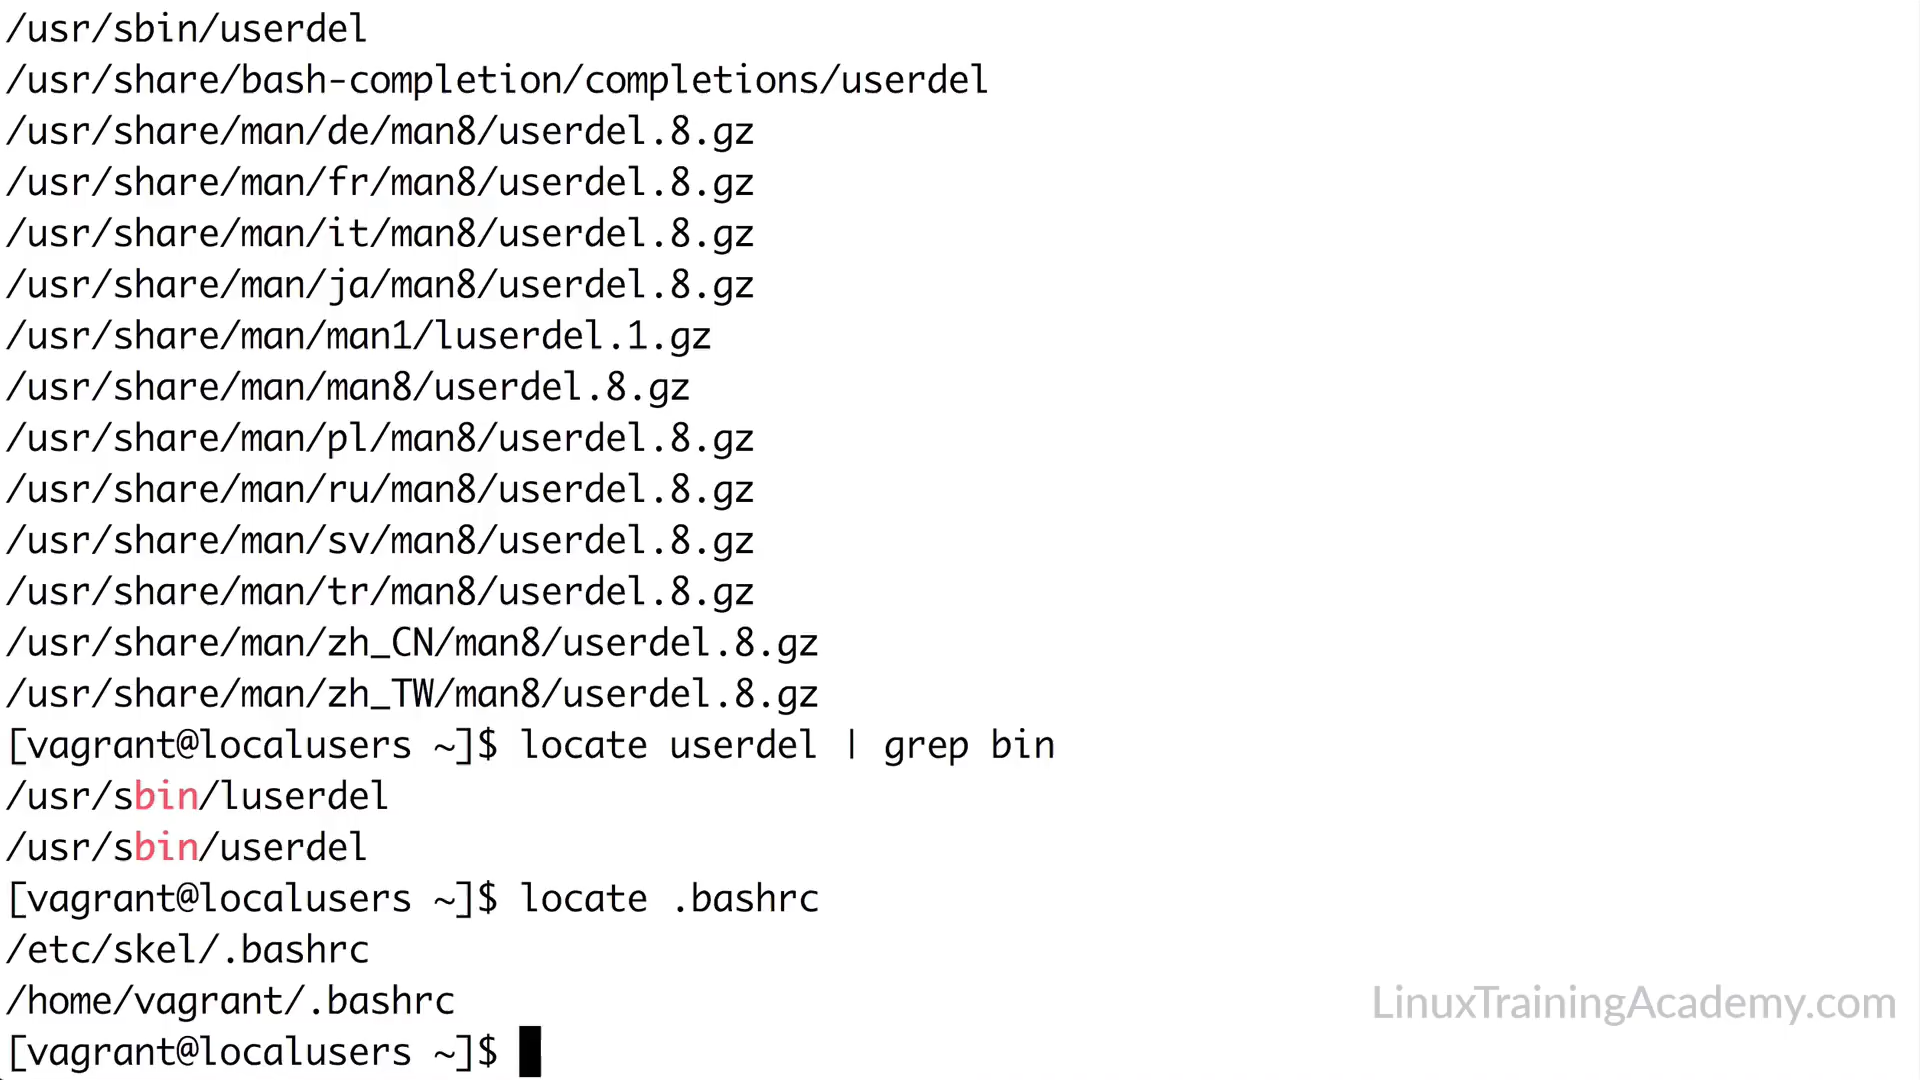 /usr/sbin/userdel
/usr/share/bash-completion/completions/userdel
/usr/share/man/de/man8/userdel.8.gz
/usr/share/man/fr/man8/userdel.8.gz
/usr/share/man/it/man8/userdel.8.gz
/usr/share/man/ja/man8/userdel.8.gz
/usr/share/man/man1/luserdel.1.gz
/usr/share/man/man8/userdel.8.gz
/usr/share/man/pl/man8/userdel.8.gz
/usr/share/man/ru/man8/userdel.8.gz
/usr/share/man/sv/man8/userdel.8.gz
/usr/share/man/tr/man8/userdel.8.gz
/usr/share/man/zh_CN/man8/userdel.8.gz
/usr/share/man/zh_TW/man8/userdel.8.gz
[vagrant@localusers ~]$ locate userdel | grep bin
/usr/sbin/luserdel
/usr/sbin/userdel
[vagrant@localusers ~]$ locate .bashrc
/etc/skel/.bashrc
/home/vagrant/.bashrc
[vagrant@localusers ~]$
LinuxTrainingAcademy.com